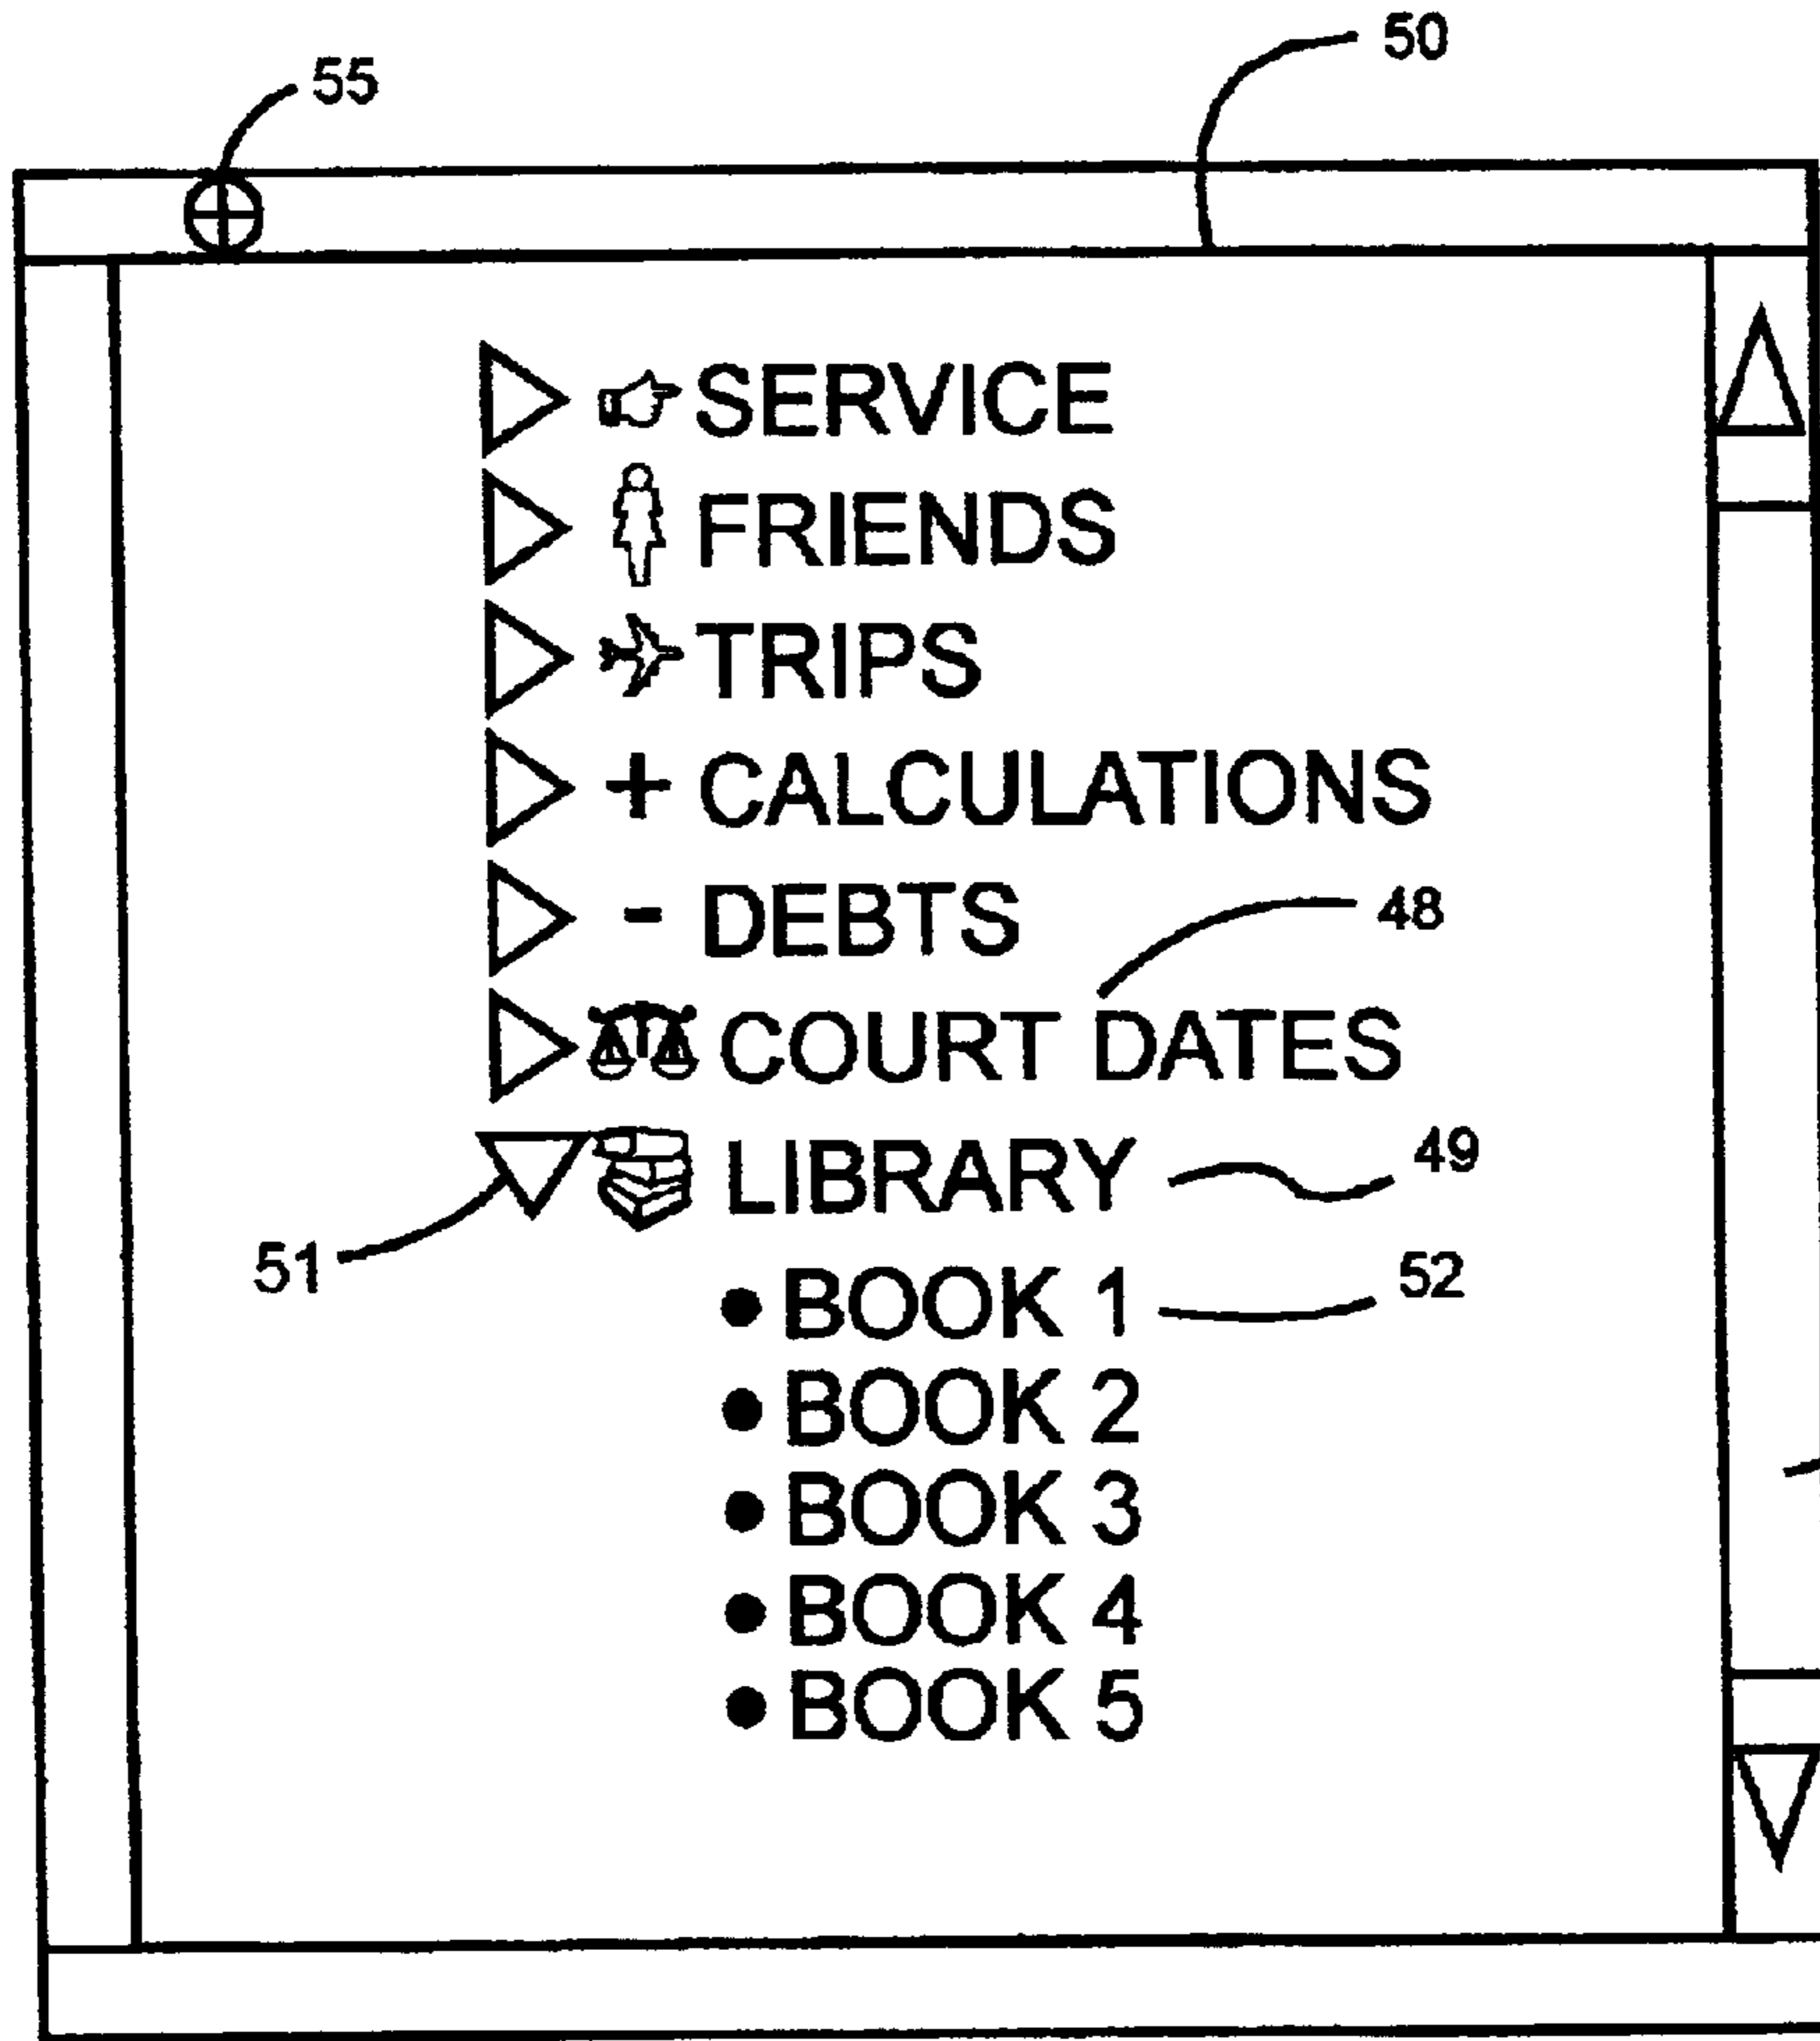 55
50
SERVICE
FRIENDS
TRIPS
+ CALCULATIONS
- DEBTS
48
COURT DATES
LIBRARY
49
51
• BOOK 1
52
• BOOK 2
• BOOK 3
• BOOK 4
• BOOK 5